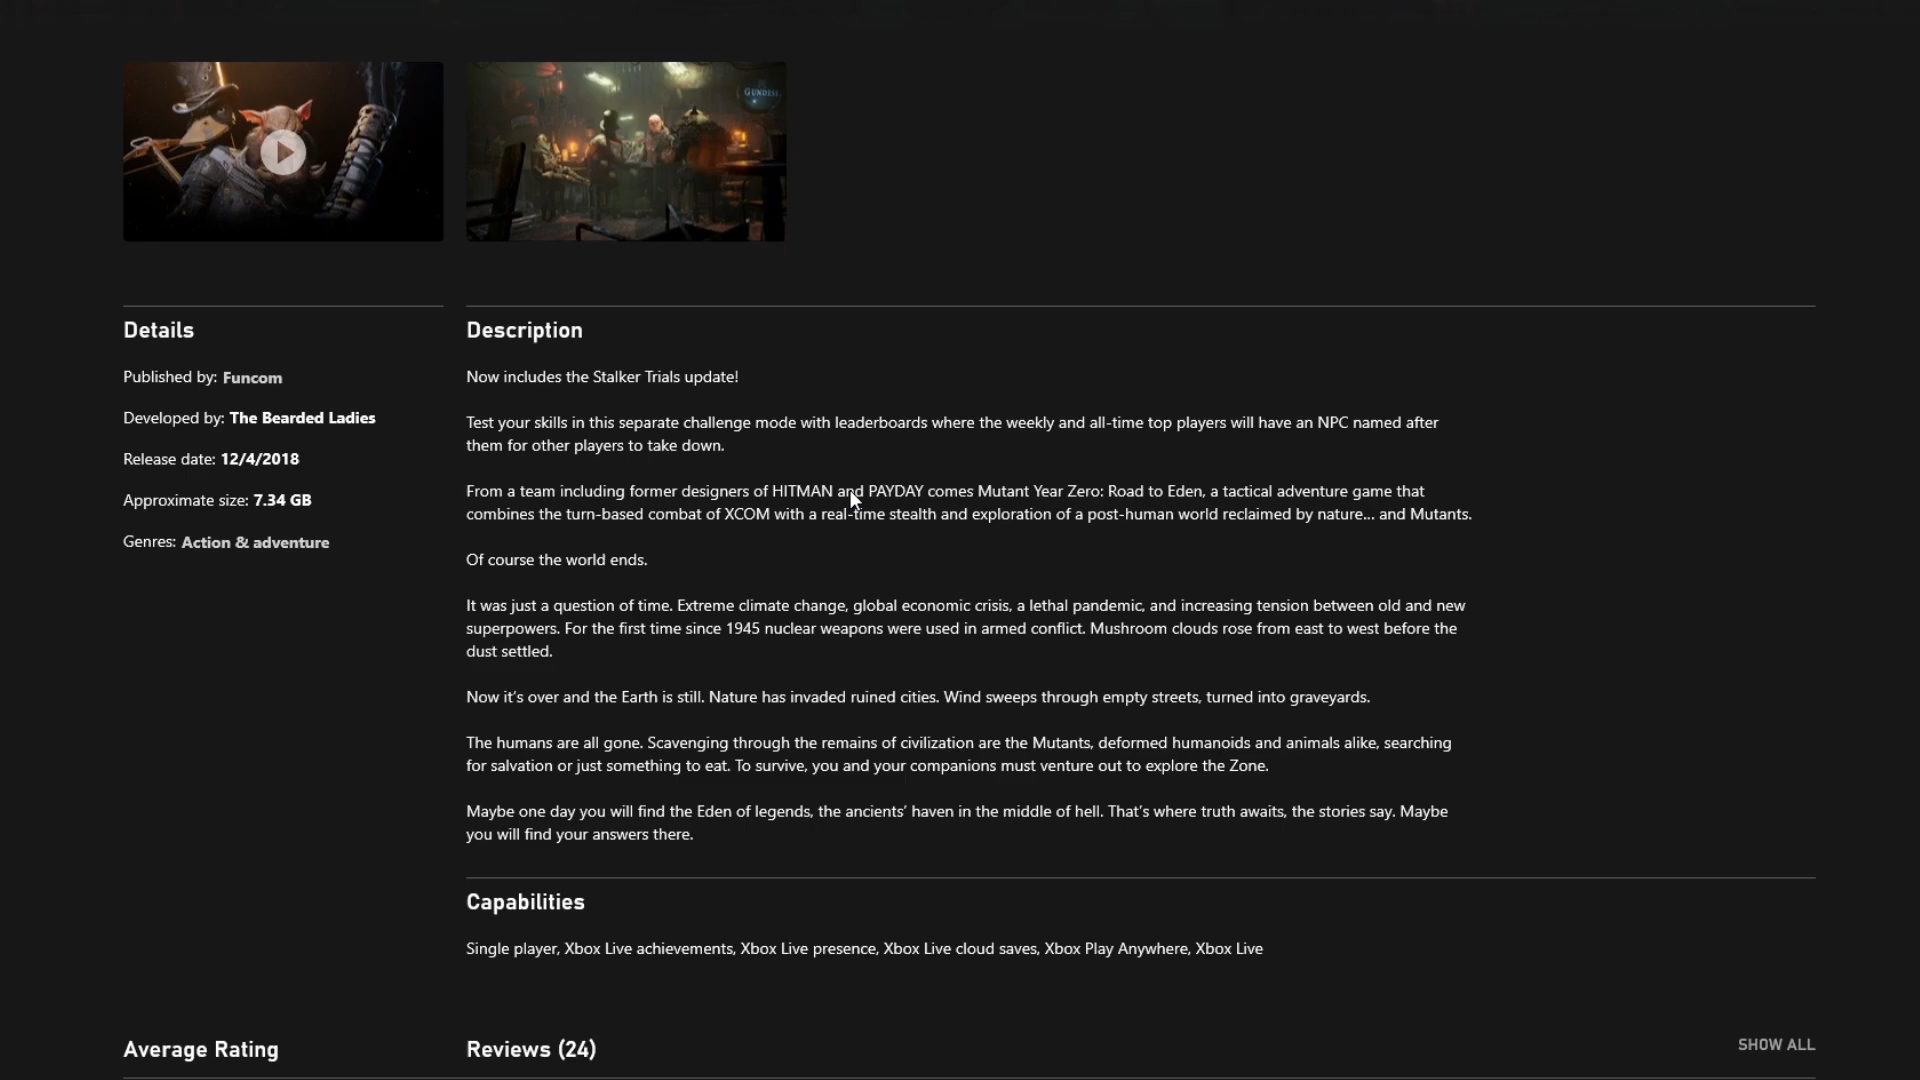 GUNDERS
Details
Published by: Funcom
Developed by: The Bearded Ladies
Release date: 12/4/2018
Approximate size: 7.34 GB
Genres: Action & adventure
Description
Now includes the Stalker Trials update!
Test your skills in this separate challenge mode with leaderboards where the weekly and all-time top players will have an NPC named after
them for other players to take down.
From a team including former designers of HITMAN and PAYDAY comes Mutant Year Zero: Road to Eden, a tactical adventure game that
combines the turn-based combat of XCOM with a real-time stealth and exploration of a post-human world reclaimed by nature... and Mutants.
Of course the world ends.
It was just a question of time. Extreme climate change, global economic crisis, a lethal pandemic, and increasing tension between old and new
superpowers. For the first time since 1945 nuclear weapons were used in armed conflict. Mushroom clouds rose from east to west before the
dust settled.
Now it’s over and the Earth is still. Nature has invaded ruined cities. Wind sweeps through empty streets, turned into graveyards.
The humans are all gone. Scavenging through the remains of civilization are the Mutants, deformed humanoids and animals alike, searching
for salvation or just something to eat. To survive, you and your companions must venture out to explore the Zone.
Maybe one day you will find the Eden of legends, the ancients’ haven in the middle of hell. That’s where truth awaits, the stories say. Maybe
you will find your answers there.
Capabilities
Single player, Xbox Live achievements, Xbox Live presence, Xbox Live cloud saves, Xbox Play Anywhere, Xbox Live
Average Rating
Reviews (24)
SHOW ALL